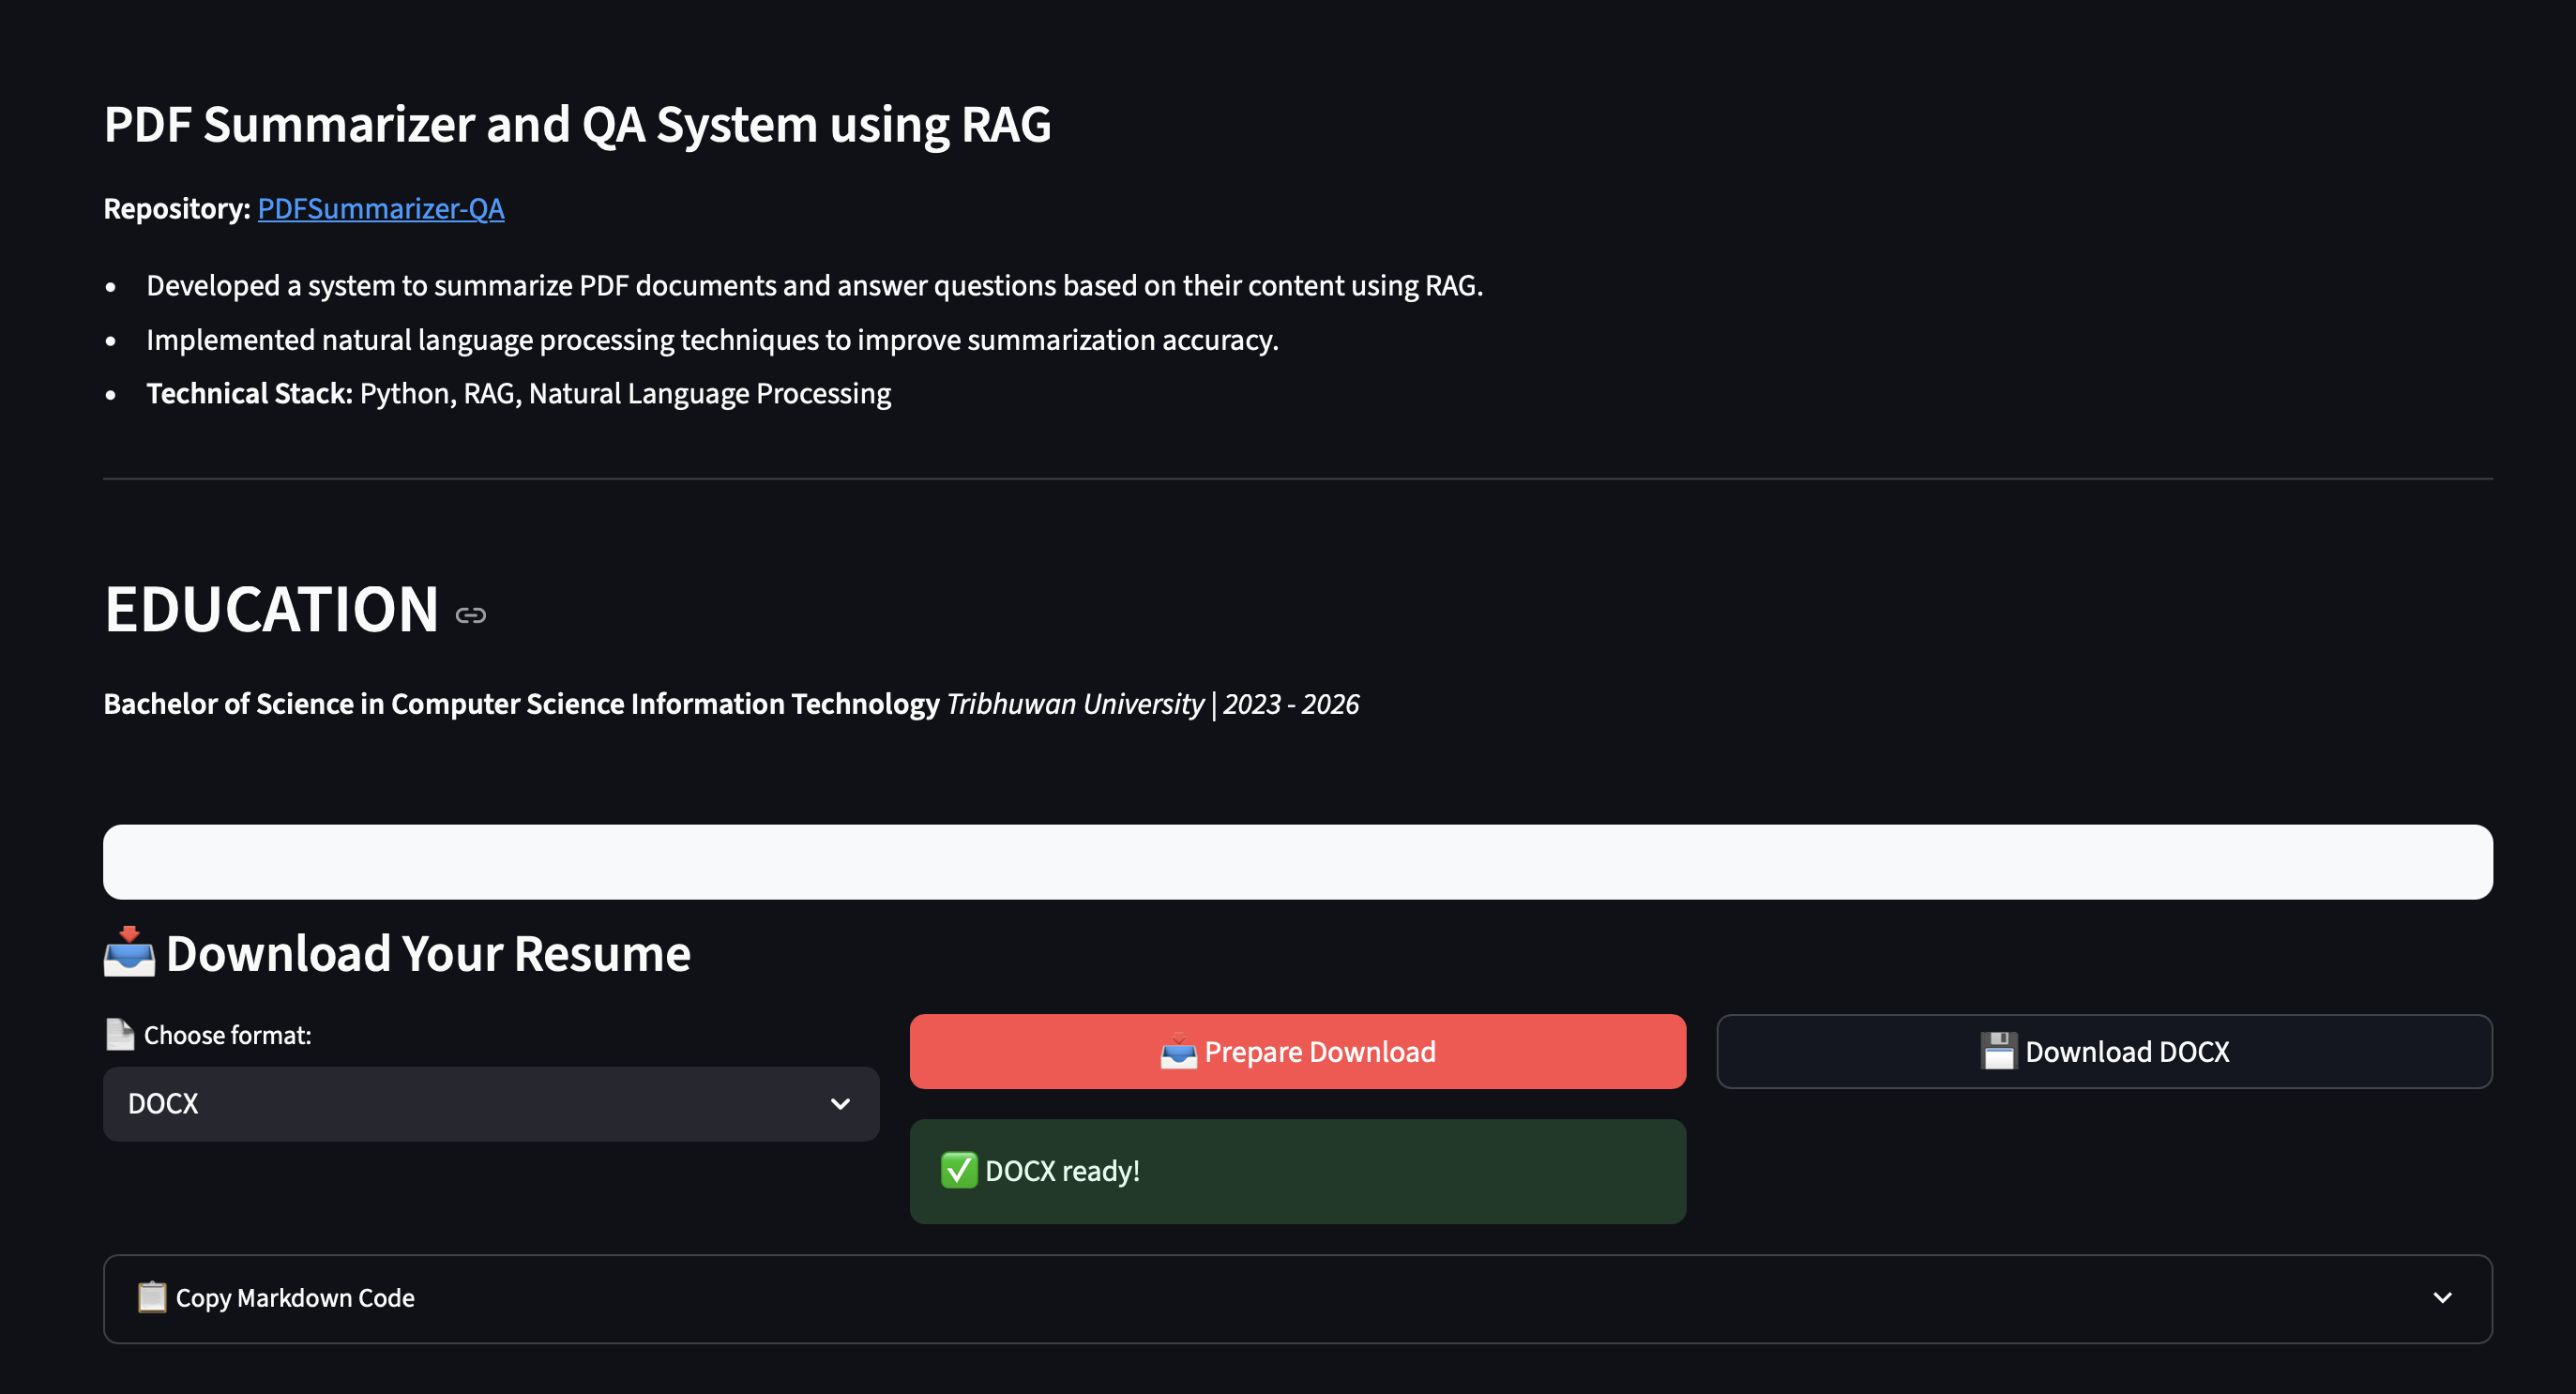 PDF Summarizer and QA System using RAG
Repository: PDFSummarizer-QA
• Developed a system to summarize PDF documents and answer questions based on their content using RAG.
• Implemented natural language processing techniques to improve summarization accuracy.
• Technical Stack: Python, RAG, Natural Language Processing
EDUCATION
Bachelor of Science in Computer Science Information Technology Tribhuwan University | 2023 - 2026
Download Your Resume
Choose format:
DOCX
Prepare Download
Download DOCX
DOCX ready!
Copy Markdown Code